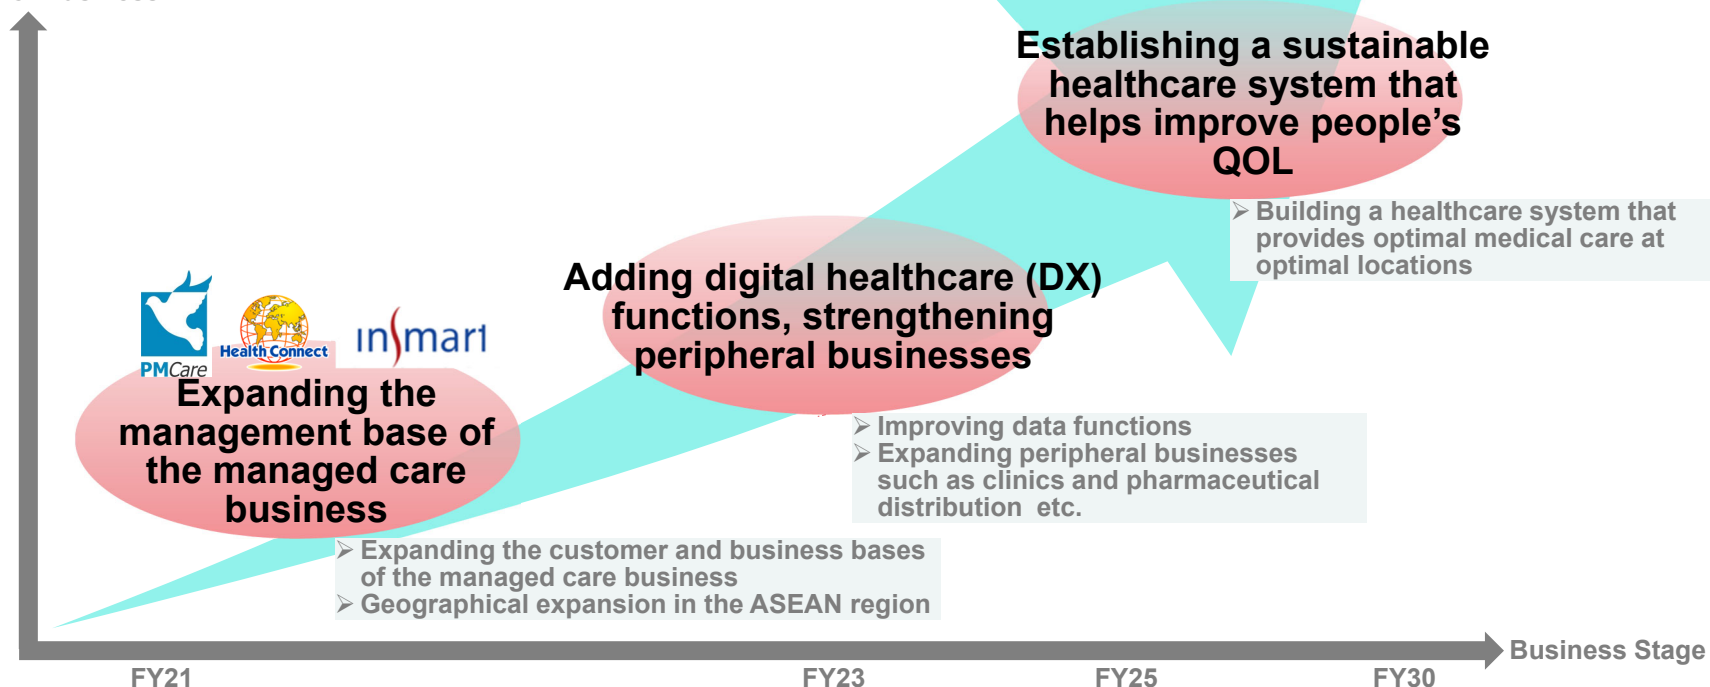 Establishing a sustainable
healthcare system that
helps improve people's
QOL
➢ Building a healthcare system that
provides optimal medical care at
optimal locations
Adding digital healthcare (DX)
functions, strengthening
peripheral businesses
➢ Improving data functions
➢ Expanding peripheral businesses
such as clinics and pharmaceutical
distribution etc.
PMCare
Health Connect
insmart
Expanding the
management base of
the managed care
business
➢ Expanding the customer and business bases
of the managed care business
➢ Geographical expansion in the ASEAN region
Business Stage
FY21
FY23
FY25
FY30